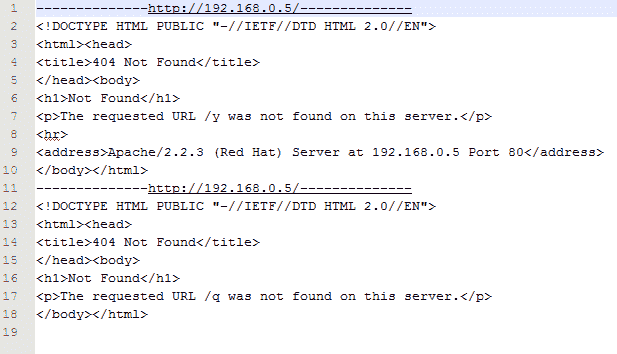 1 --------------http://192.168.0.5/--------------
2 <!DOCTYPE HTML PUBLIC "-//IETF//DTD HTML 2.0//EN">
3 <html><head>
4 <title>404 Not Found</title>
5 </head><body>
6 <h1>Not Found</h1>
7 <p>The requested URL /y was not found on this server.</p>
8 <hr>
9 <address>Apache/2.2.3 (Red Hat) Server at 192.168.0.5 Port 80</address>
10 </body></html>
11 --------------http://192.168.0.5/--------------
12 <!DOCTYPE HTML PUBLIC "-//IETF//DTD HTML 2.0//EN">
13 <html><head>
14 <title>404 Not Found</title>
15 </head><body>
16 <h1>Not Found</h1>
17 <p>The requested URL /q was not found on this server.</p>
18 </body></html>
19